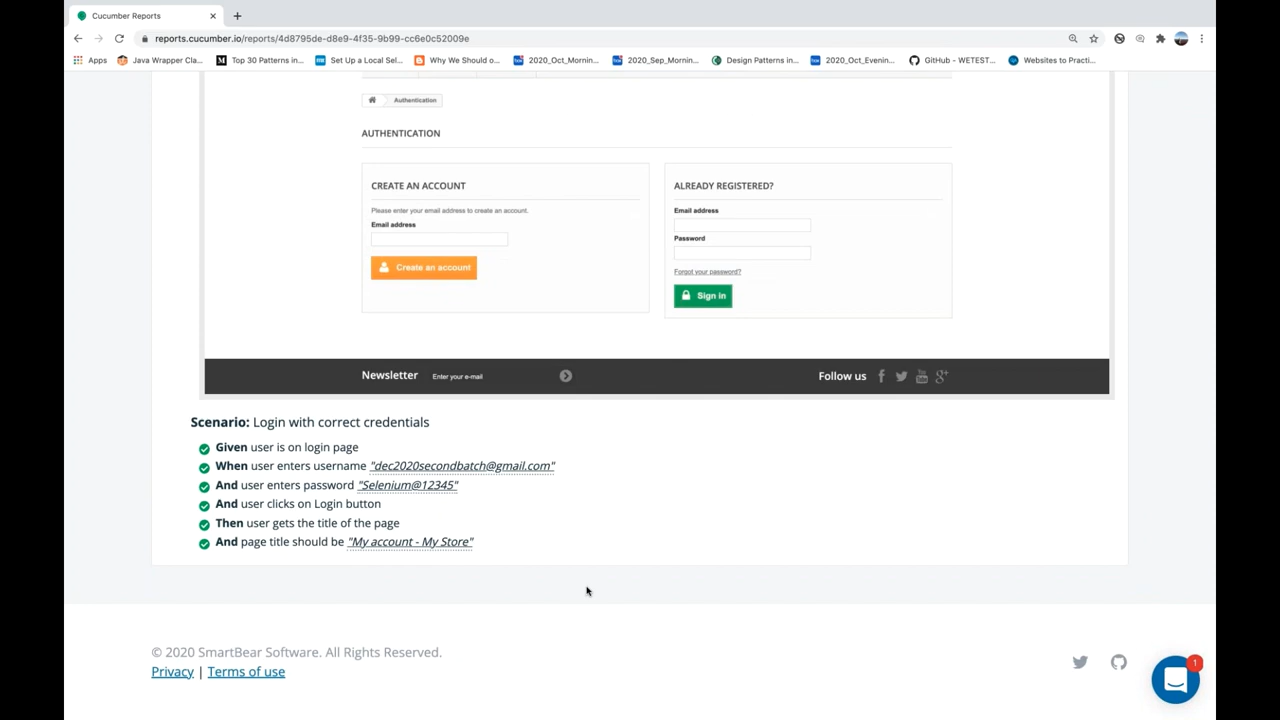 Cucumber Reports
reports.cucumber.io/reports/4d8795de-d8e9-4f35-9b99-cc6e0c52009e
Apps Java Wrapper Cla... Top 30 Patterns in... Set Up a Local Sel... Why We Should o... 2020_Oct_Mornin... 2020_Sep_Mornin... Design Patterns in... 2020_Oct_Evenin... GitHub - WETEST... Websites to Practi...
Authentication
AUTHENTICATION
CREATE AN ACCOUNT
Please enter your email address to create an account.
Email address
Create an account
ALREADY REGISTERED?
Email address
Password
Forgot your password?
Sign in
Newsletter Enter your e-mail
Follow us
Scenario: Login with correct credentials
Given user is on login page
When user enters username "dec2020secondbatch@gmail.com"
And user enters password "Selenium@12345"
And user clicks on Login button
Then user gets the title of the page
And page title should be "My account - My Store"
© 2020 SmartBear Software. All Rights Reserved.
Privacy | Terms of use
1